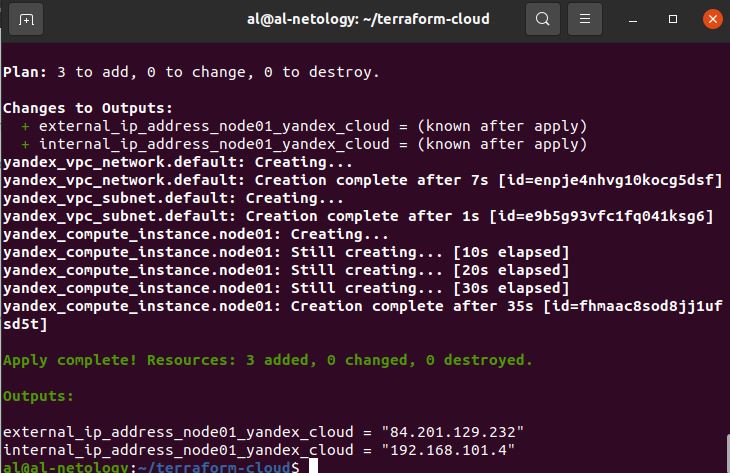 al@al-netology: ~/terraform-cloud
Plan: 3 to add, 0 to change, 0 to destroy.
Changes to Outputs:
+ external_ip_address_node01_yandex_cloud = (known after apply)
+ internal_ip_address_node01_yandex_cloud = (known after apply)
yandex_vpc_network.default: Creating...
yandex_vpc_network.default: Creation complete after 7s [id=enpje4nhvg10kocg5dsf]
yandex_vpc_subnet.default: Creating...
yandex_vpc_subnet.default: Creation complete after 1s [id=e9b5g93vfc1fq041ksg6]
yandex_compute_instance.node01: Creating...
yandex_compute_instance.node01: Still creating... [10s elapsed]
yandex_compute_instance.node01: Still creating... [20s elapsed]
yandex_compute_instance.node01: Still creating... [30s elapsed]
yandex_compute_instance.node01: Creation complete after 35s [id=fhmaac8sod8jj1uf
sd5t]
Apply complete! Resources: 3 added, 0 changed, 0 destroyed.
Outputs:
external_ip_address_node01_yandex_cloud = "84.201.129.232"
internal_ip_address_node01_yandex_cloud = "192.168.101.4"
al@al-netology:~/terraform-cloud$